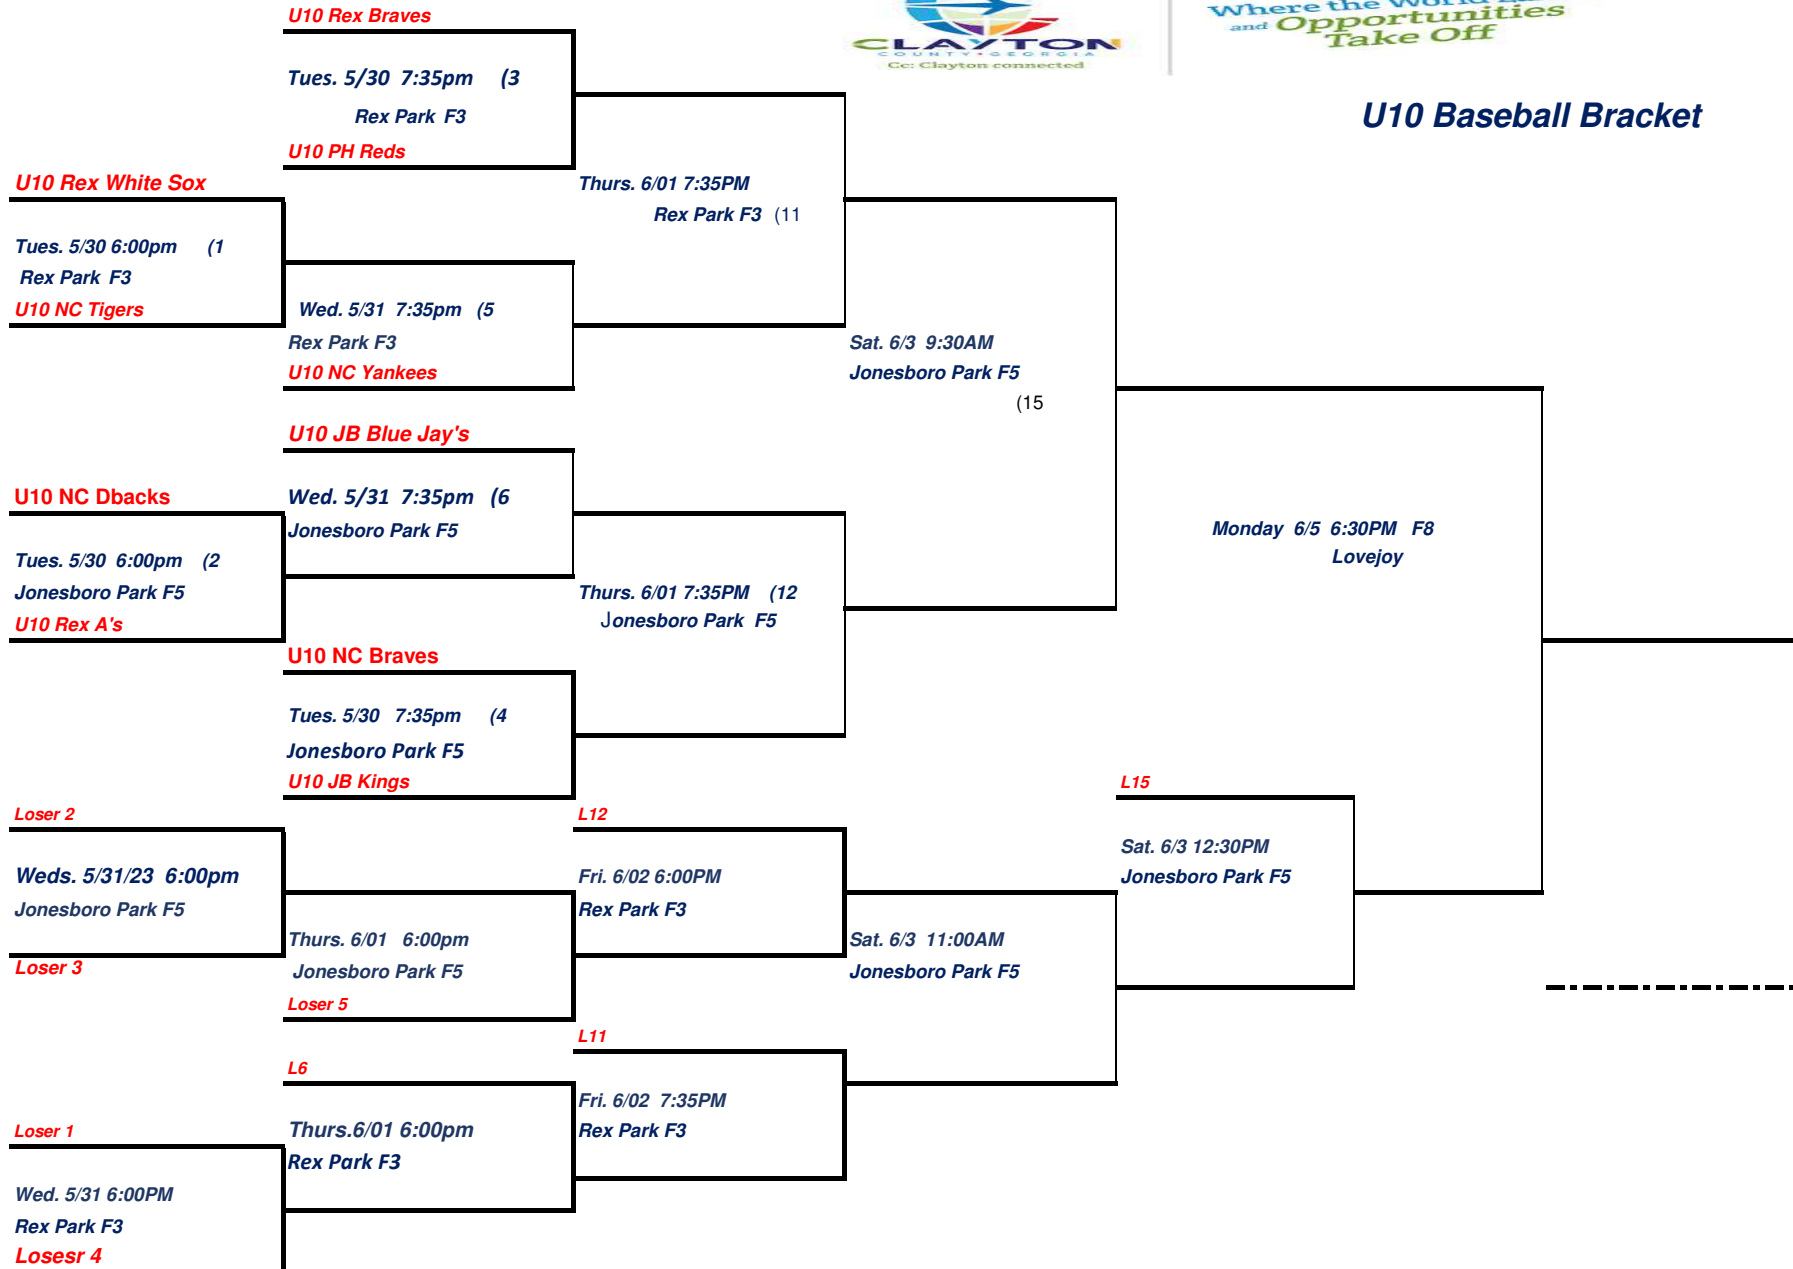 U10 Rex Braves
CLAYTON
COUNTY • GEORGIA
Cc: Clayton connected
Where the World
and Opportunities
Take Off
Tues. 5/30 7:35pm (3
Rex Park F3
U10 PH Reds
U10 Baseball Bracket
U10 Rex White Sox
Tues. 5/30 6:00pm (1
Rex Park F3
U10 NC Tigers
Thurs. 6/01 7:35PM
Rex Park F3 (11
Wed. 5/31 7:35pm (5
Rex Park F3
U10 NC Yankees
Sat. 6/3 9:30AM
Jonesboro Park F5
(15
U10 JB Blue Jay's
Wed. 5/31 7:35pm (6
Jonesboro Park F5
U10 NC Dbacks
Tues. 5/30 6:00pm (2
Jonesboro Park F5
U10 Rex A's
Monday 6/5 6:30PM F8
Lovejoy
Thurs. 6/01 7:35PM (12
Jonesboro Park F5
U10 NC Braves
Tues. 5/30 7:35pm (4
Jonesboro Park F5
U10 JB Kings
L15
Sat. 6/3 12:30PM
Jonesboro Park F5
Loser 2
Weds. 5/31/23 6:00pm
Jonesboro Park F5
Loser 3
L12
Fri. 6/02 6:00PM
Rex Park F3
Thurs. 6/01 6:00pm
Jonesboro Park F5
Loser 5
Sat. 6/3 11:00AM
Jonesboro Park F5
L11
Fri. 6/02 7:35PM
Rex Park F3
L6
Thurs.6/01 6:00pm
Rex Park F3
Loser 1
Wed. 5/31 6:00PM
Rex Park F3
Losesr 4